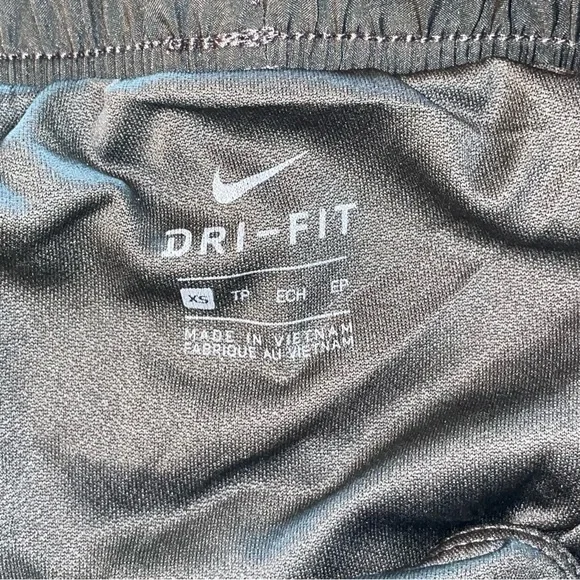 DRI-FIT
XS TP ECH EP
MADE IN VIETNAM
FABRIQUE AU VIETNAM